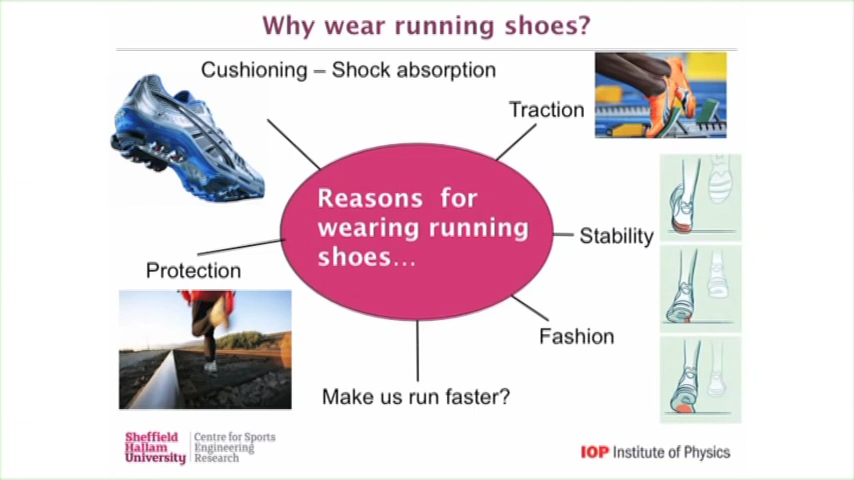 Why wear running shoes?
Cushioning – Shock absorption
Traction
Reasons for
wearing running
shoes...
Stability
Protection
Fashion
Make us run faster?
Sheffield
Hallam
University
Centre for Sports
Engineering
Research
IOP Institute of Physics